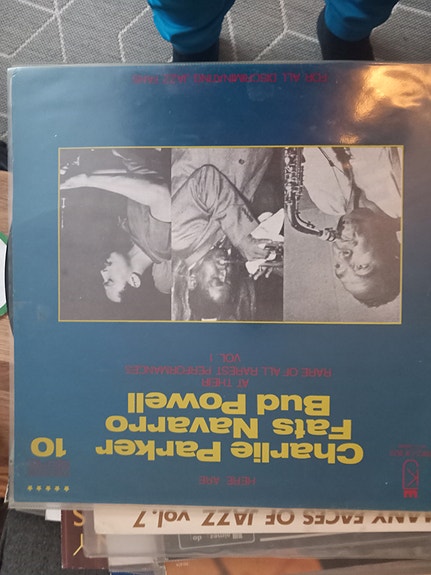 HERE ARE
Charlie Parker
Fats Navarro
Bud Powell
10
AT THEIR
RARE OF ALL RAREST PERFORMANCES
VOL. 1
FOR ALL DISCRIMINATING JAZZ FANS
MANY FACES OF JAZZ vol. 7